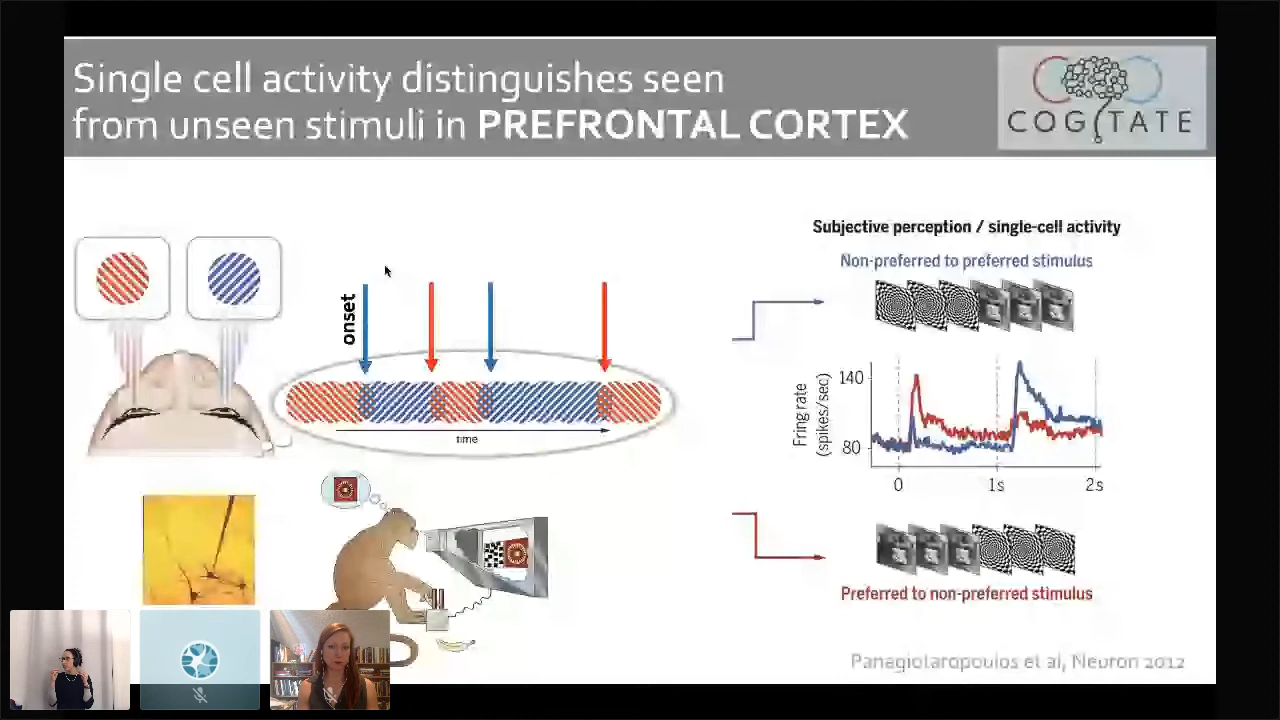 Single cell activity distinguishes seen
from unseen stimuli in PREFRONTAL CORTEX
COGITATE
onset
time
Subjective perception / single-cell activity
Non-preferred to preferred stimulus
Fring rate
(spikes/sec)
140
80
0 1s 2s
Preferred to non-preferred stimulus
Panagiotaropoulos et al, Neuron 2012